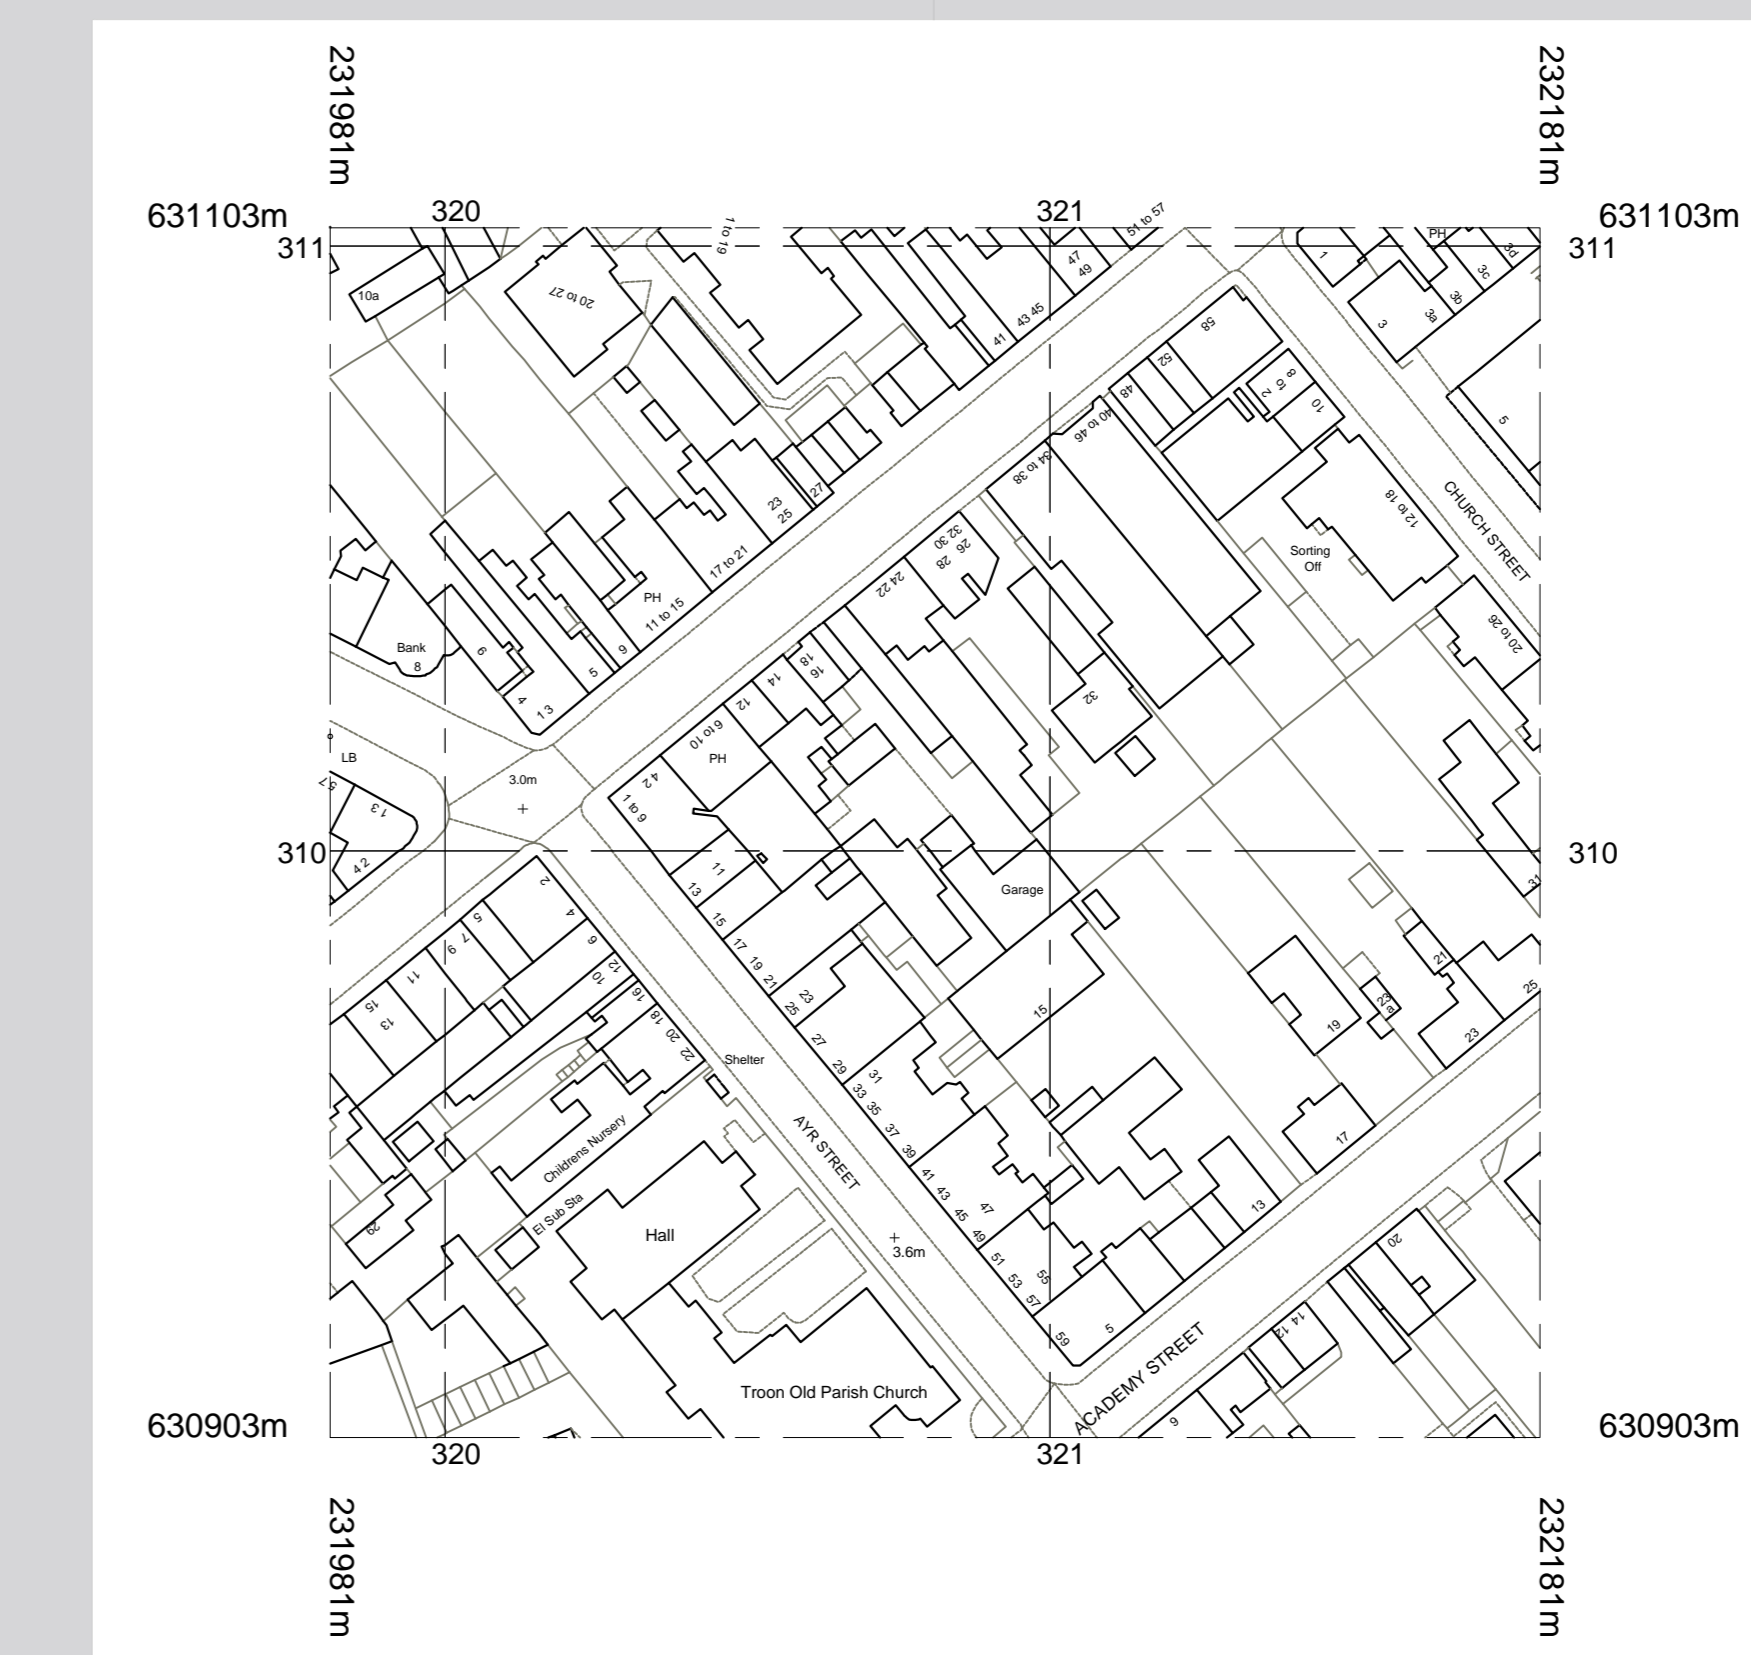 231981m
232181m
631103m
320
321
631103m
311
311
1 to 19
51 to 57
PH
1
3d
3c
3b
3a
3
47
49
43 45
41
10a
20 to 27
58
52
48
8 to 2
10
40 to 46
34 to 38
5
CHURCH STREET
12 to 18
Sorting
Off
20 to 26
23
25
27
17 to 21
PH
11 to 15
9
5
Bank
8
6
4
1 3
32 30
26
28
24 22
18
16
14
12
6 to 10
PH
4 2
1 to 9
32
LB
5 7
1 3
4 2
3.0m
310
310
11
13
15
17
19
21
23
25
27
29
31
33
35
37
39
41
43
45
47
49
51
53
55
57
59
5
Garage
31
2
4
6
5
7
9
11
13
15
12
10
16
18
20
22
Shelter
15
19
21
23a
23
25
17
13
AYR STREET
Childrens Nursery
El Sub Sta
Hall
29
3.6m
Troon Old Parish Church
ACADEMY STREET
20
14 12
9
630903m
320
321
630903m
231981m
232181m